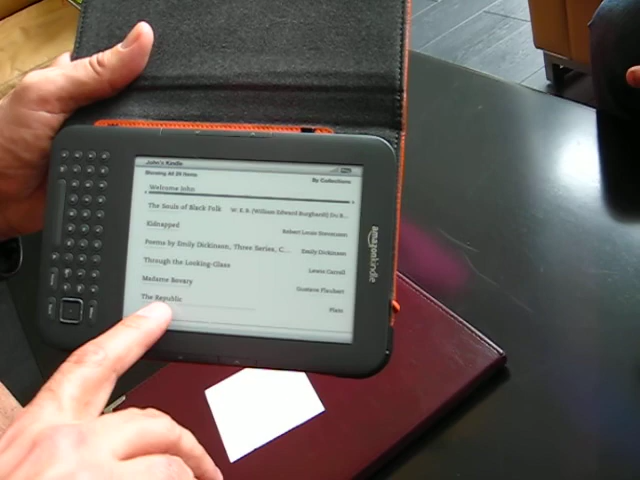 John's Kindle
Showing All 29 Items By Collections
Welcome John
The Souls of Black Folk W. E. B. (William Edward Burghardt) Du B...
Kidnapped Robert Louis Stevenson
Poems by Emily Dickinson, Three Series, C... Emily Dickinson
Through the Looking-Glass Lewis Carroll
Madame Bovary Gustave Flaubert
The Republic Plato
amazonkindle